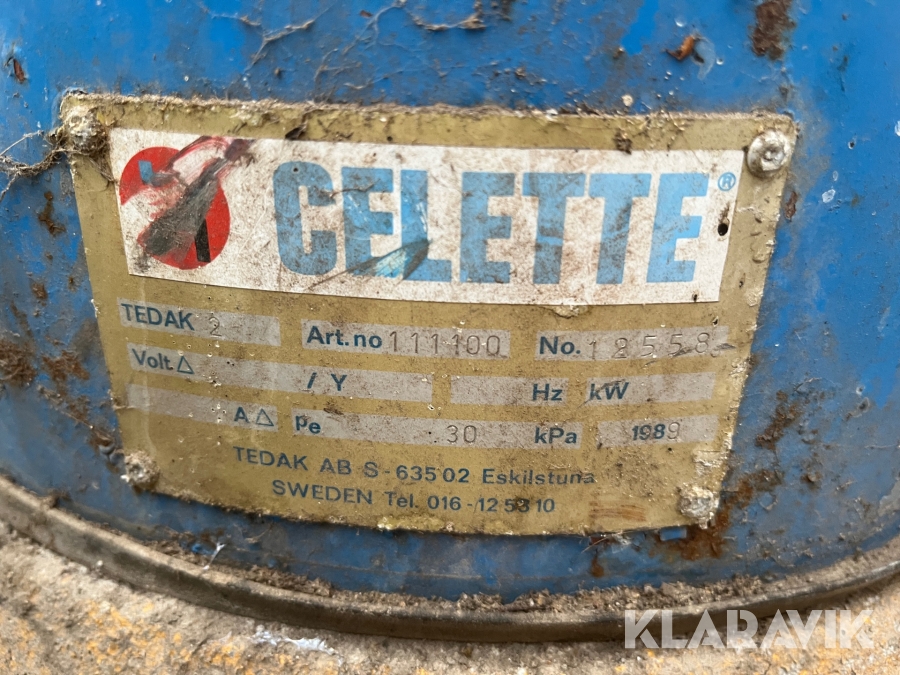 CELETTE®
TEDAK 2 Art.no 111100 No. 18558
Volt △ / Y Hz kW
A △ Pe 30 kPa 1989
TEDAK AB S-635 02 Eskilstuna
SWEDEN Tel. 016-12 53 10
KLARAVIK